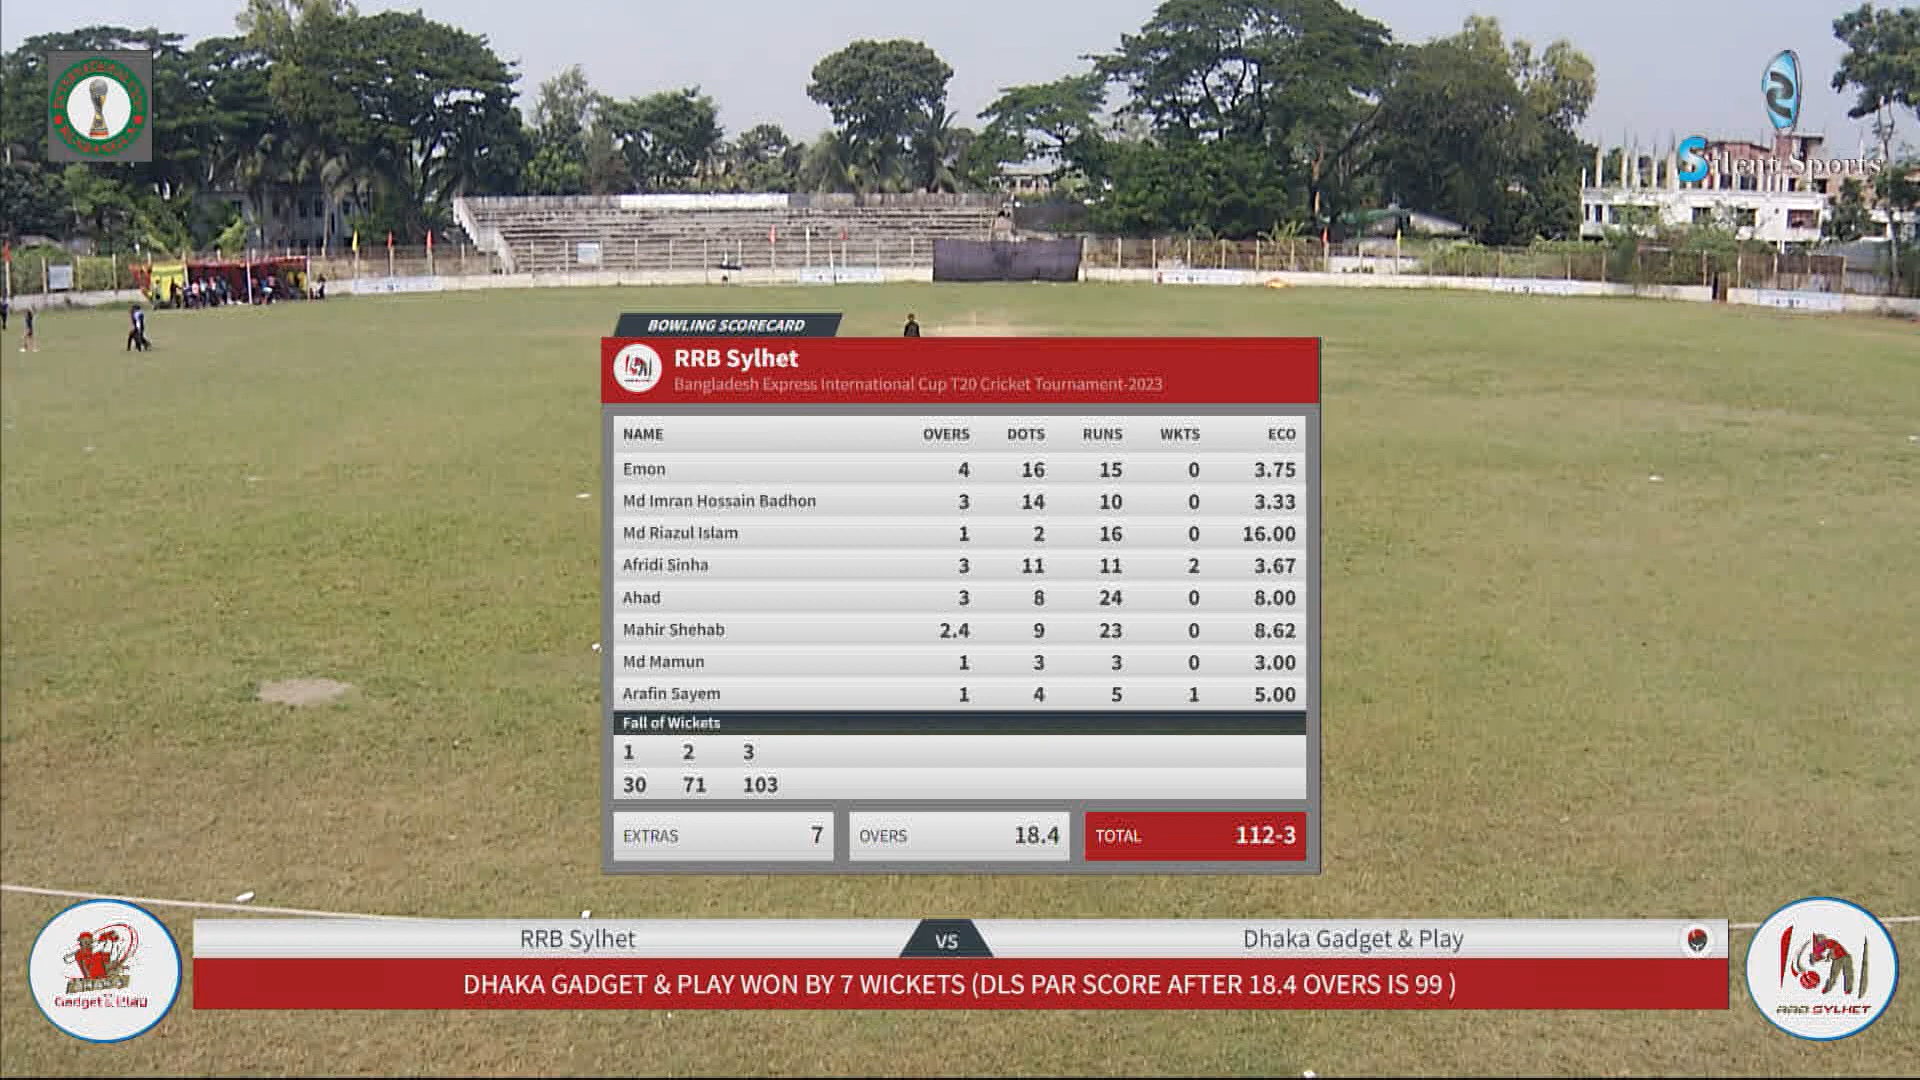 Silent Sports
BOWLING SCORECARD
RRB Sylhet
Bangladesh Express International Cup T20 Cricket Tournament-2023
NAME OVERS DOTS RUNS WKTS ECO
Emon 4 16 15 0 3.75
Md Imran Hossain Badhon 3 14 10 0 3.33
Md Riazul Islam 1 2 16 0 16.00
Afridi Sinha 3 11 11 2 3.67
Ahad 3 8 24 0 8.00
Mahir Shehab 2.4 9 23 0 8.62
Md Mamun 1 3 3 0 3.00
Arafin Sayem 1 4 5 1 5.00
Fall of Wickets
1 2 3
30 71 103
EXTRAS 7 OVERS 18.4 TOTAL 112-3
RRB Sylhet VS Dhaka Gadget & Play
DHAKA GADGET & PLAY WON BY 7 WICKETS (DLS PAR SCORE AFTER 18.4 OVERS IS 99 )
Gadget & Play
RRB SYLHET